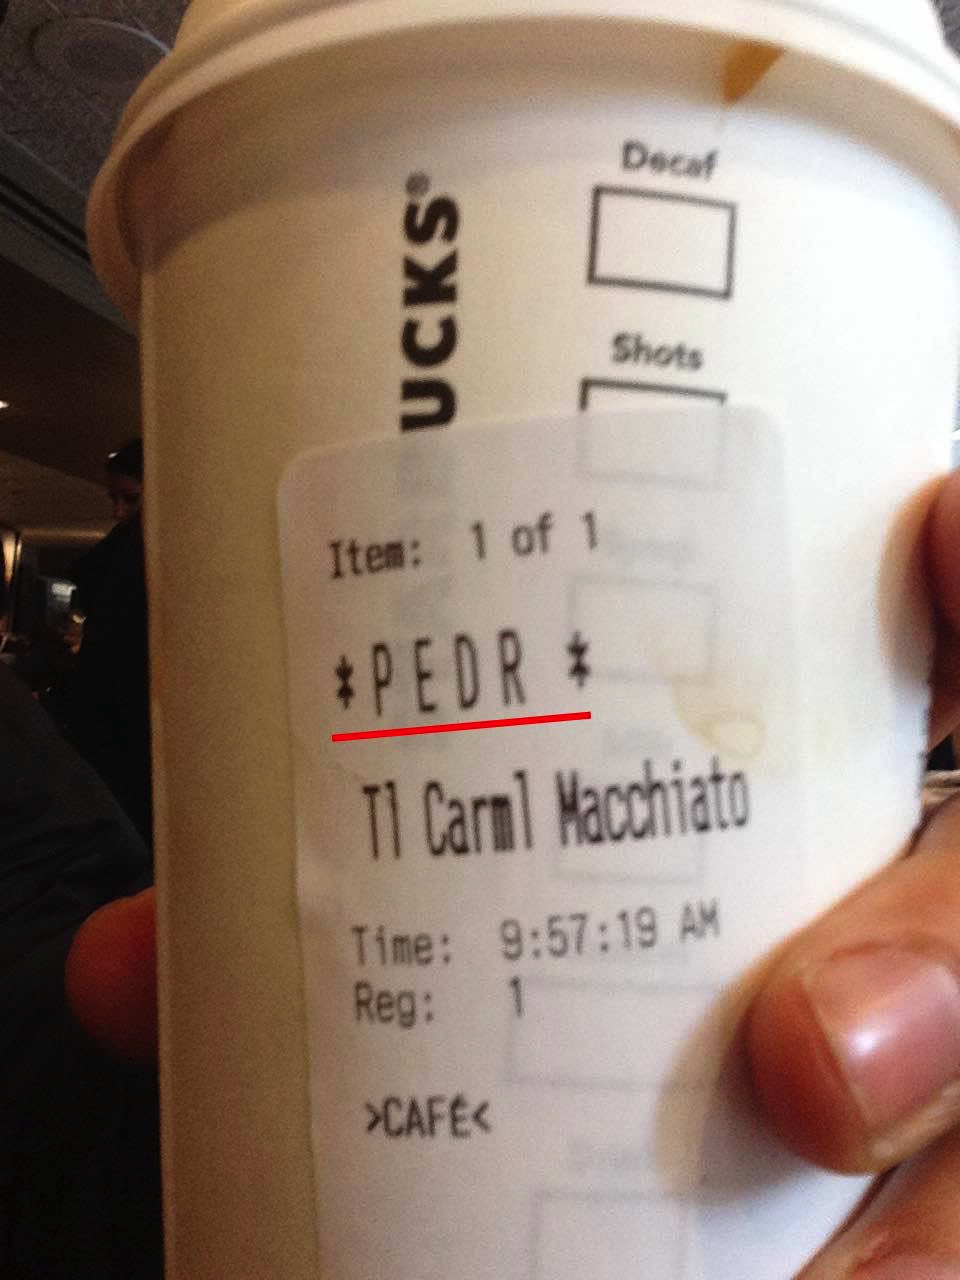 Decaf
UCKS®
Shots
Item: 1 of 1
*PEDR *
Tl Carml Macchiato
Time: 9:57:19 AM
Reg: 1
>CAFÉ<